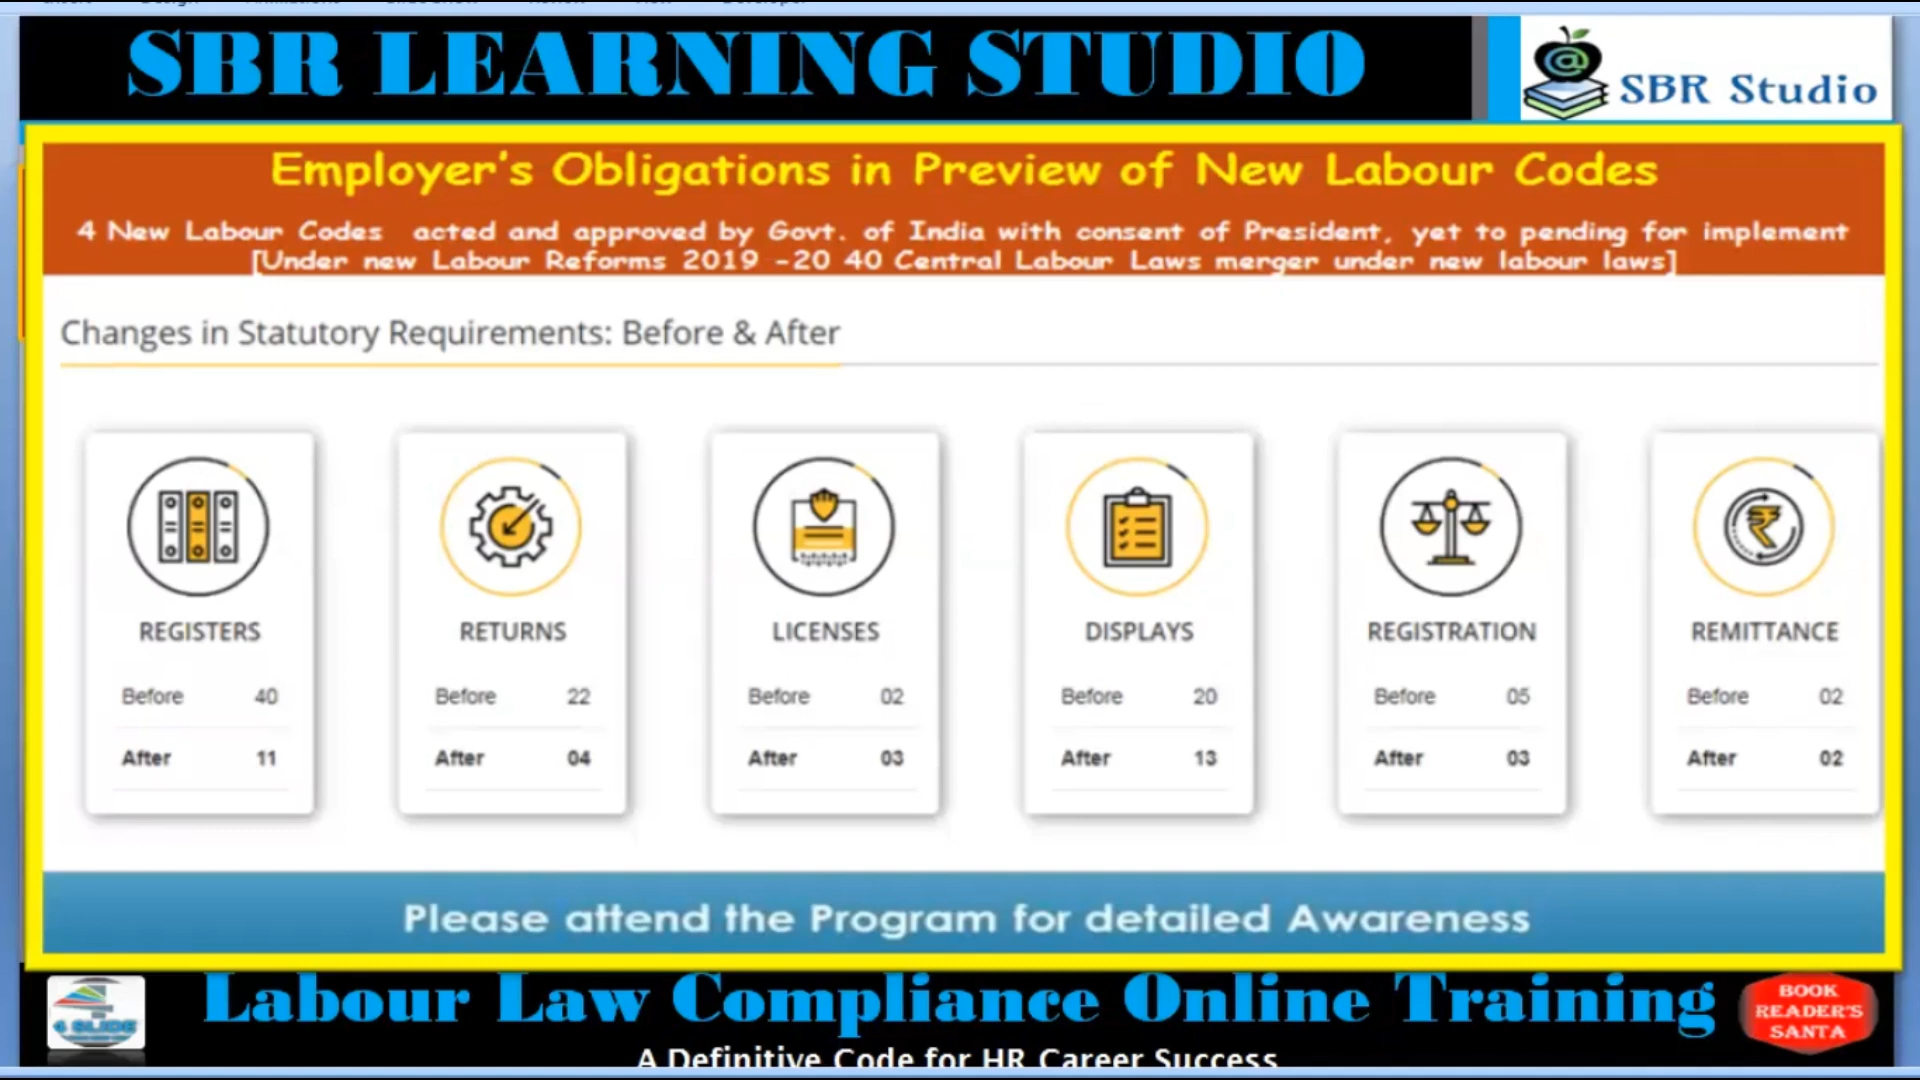 SBR LEARNING STUDIO
SBR Studio
Employer's Obligations in Preview of New Labour Codes
4 New Labour Codes acted and approved by Govt. of India with consent of President, yet to pending for implement
[Under new Labour Reforms 2019 -20 40 Central Labour Laws merger under new labour laws]
Changes in Statutory Requirements: Before & After
REGISTERS
Before 40
After 11
RETURNS
Before 22
After 04
LICENSES
Before 02
After 03
DISPLAYS
Before 20
After 13
REGISTRATION
Before 05
After 03
REMITTANCE
Before 02
After 02
Please attend the Program for detailed Awareness
4 SLIDE
Labour Law Compliance Online Training
BOOK
READER'S
SANTA
A Definitive Code for HR Career Success